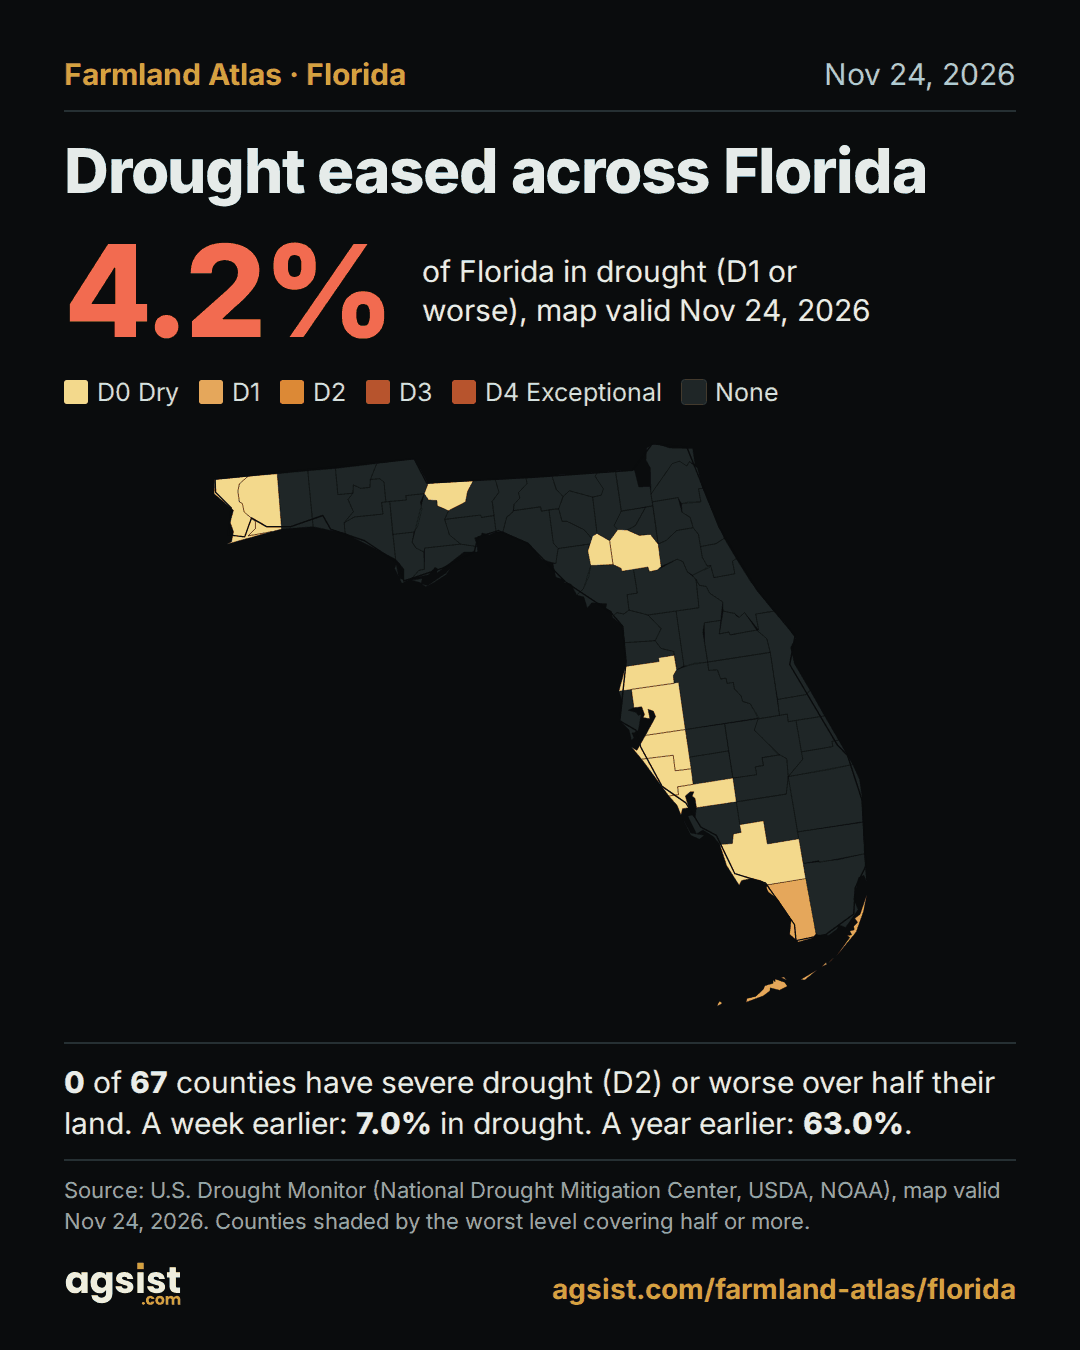 Farmland Atlas · Florida
Nov 24, 2026
Drought eased across Florida
4.2%
of Florida in drought (D1 or
worse), map valid Nov 24, 2026
D0 Dry D1 D2 D3 D4 Exceptional None
0 of 67 counties have severe drought (D2) or worse over half their
land. A week earlier: 7.0% in drought. A year earlier: 63.0%.
Source: U.S. Drought Monitor (National Drought Mitigation Center, USDA, NOAA), map valid
Nov 24, 2026. Counties shaded by the worst level covering half or more.
agsist
.com
agsist.com/farmland-atlas/florida